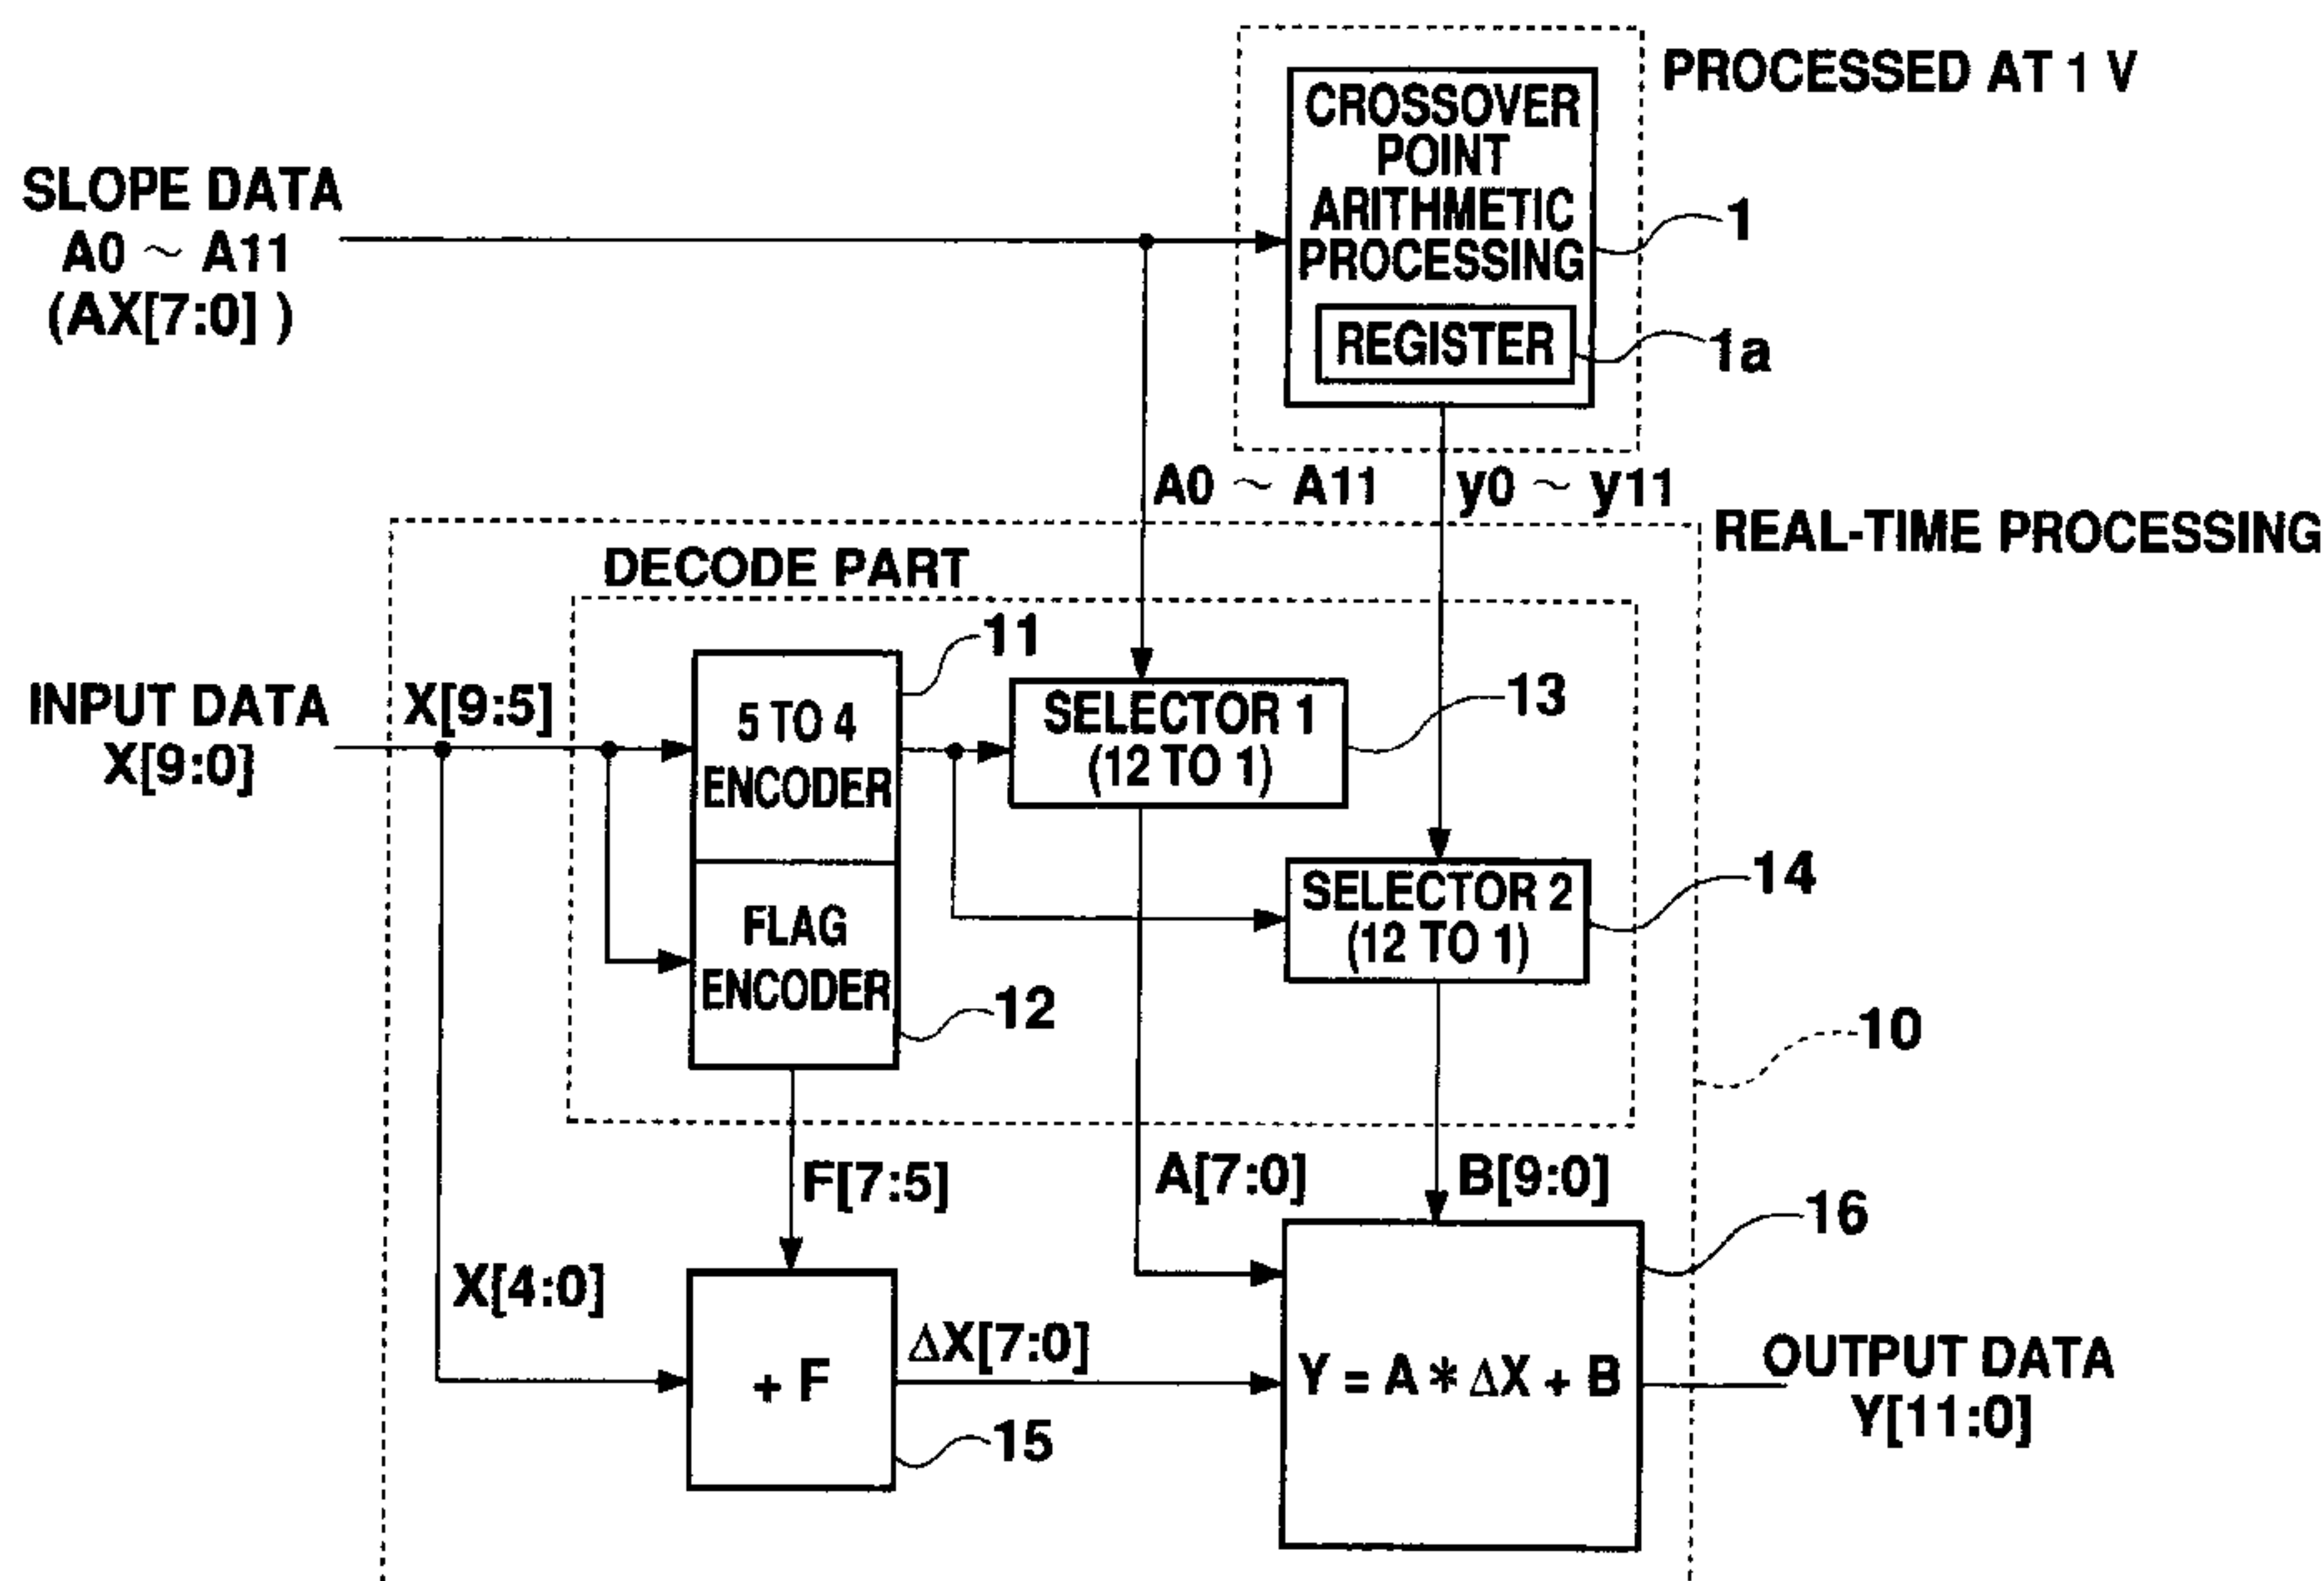 PROCESSED AT 1 V
CROSSOVER
POINT
ARITHMETIC
PROCESSING
1
REGISTER
1a
SLOPE DATA
A0 ~ A11
(AX[7:0] )
A0 ~ A11
y0 ~ y11
REAL-TIME PROCESSING
DECODE PART
11
INPUT DATA
X[9:0]
X[9:5]
5 TO 4
ENCODER
SELECTOR 1
(12 TO 1)
13
FLAG
ENCODER
12
SELECTOR 2
(12 TO 1)
14
10
F[7:5]
A[7:0]
B[9:0]
16
X[4:0]
+ F
15
ΔX[7:0]
Y = A * ΔX + B
OUTPUT DATA
Y[11:0]